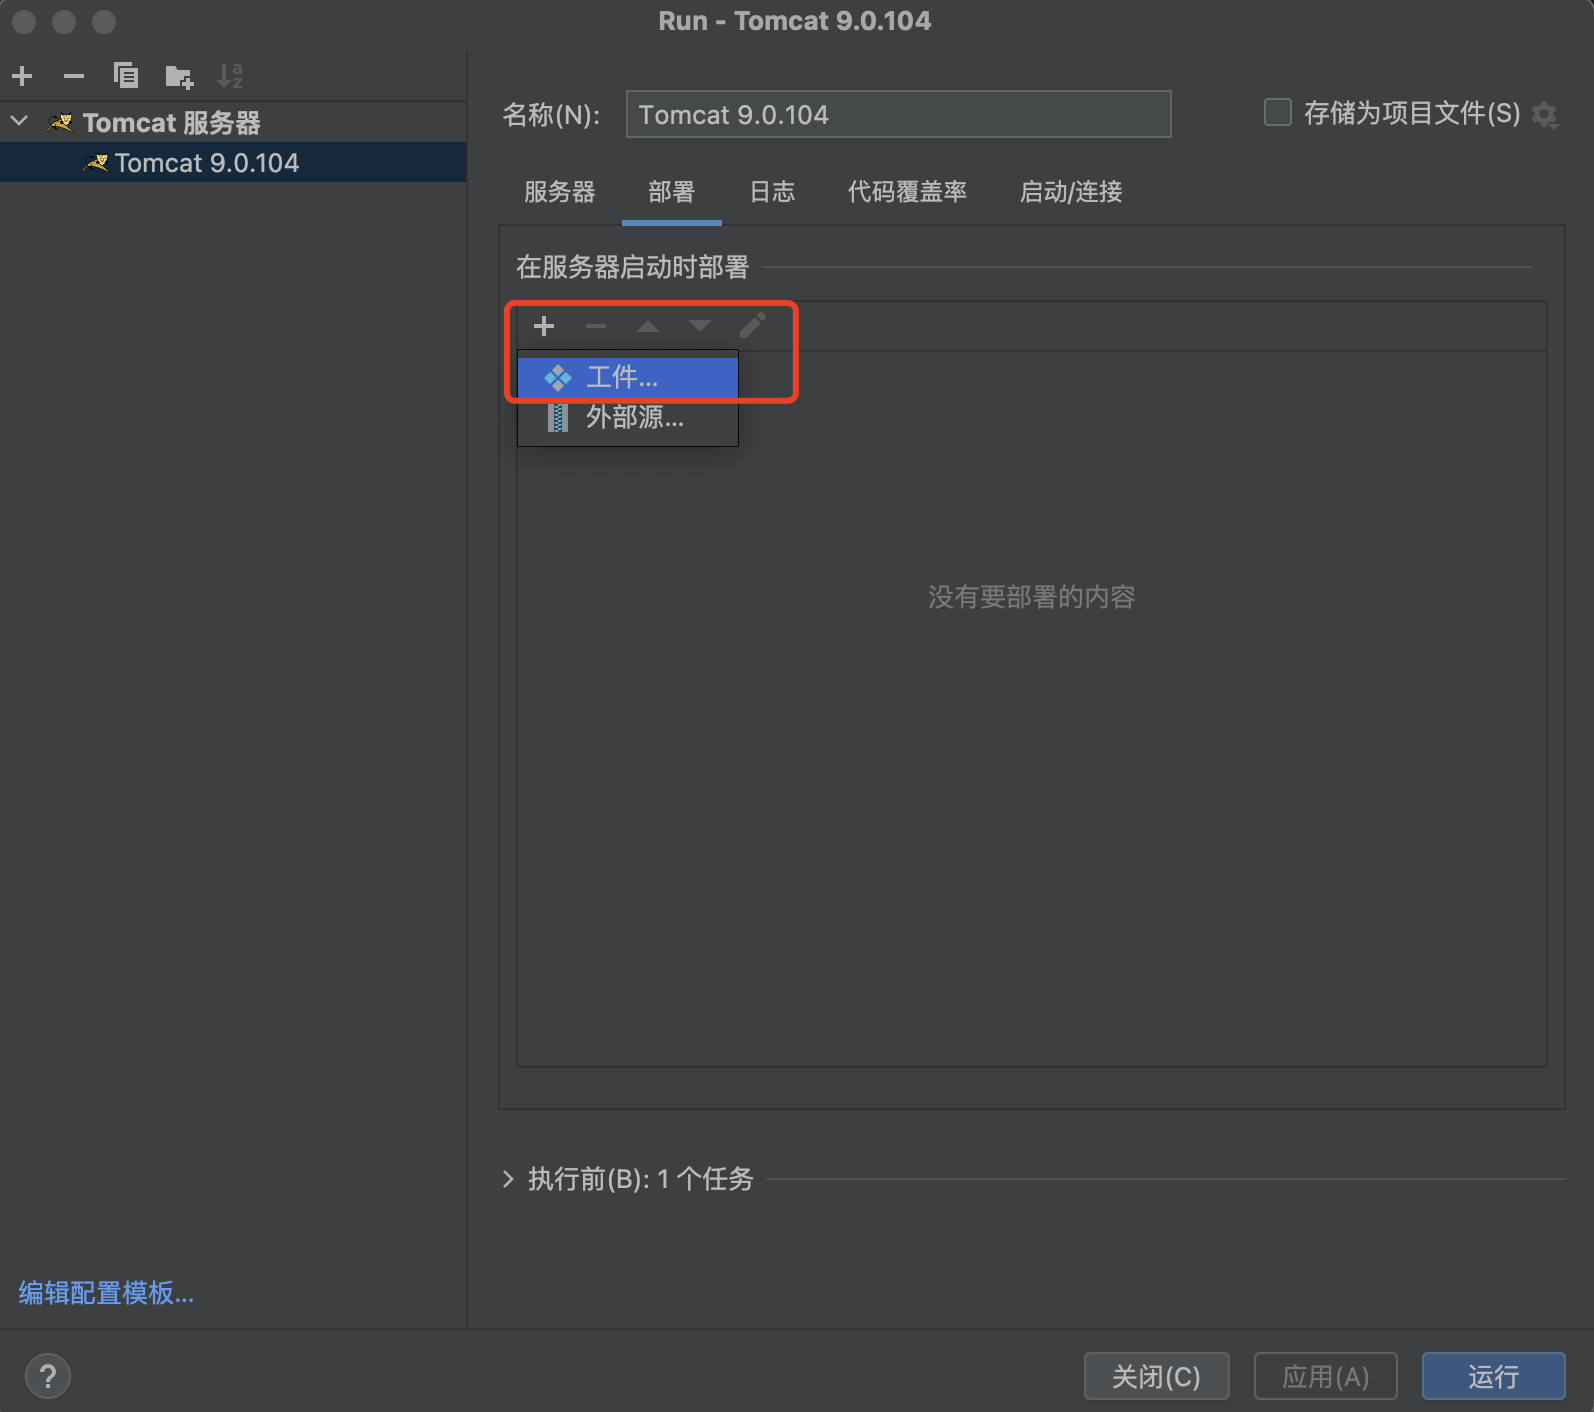 Run - Tomcat 9.0.104
Tomcat 服务器
Tomcat 9.0.104
名称(N):
Tomcat 9.0.104
存储为项目文件(S)
服务器
部署
日志
代码覆盖率
启动/连接
在服务器启动时部署
工件...
外部源...
没有要部署的内容
执行前(B): 1 个任务
编辑配置模板...
?
关闭(C)
应用(A)
运行